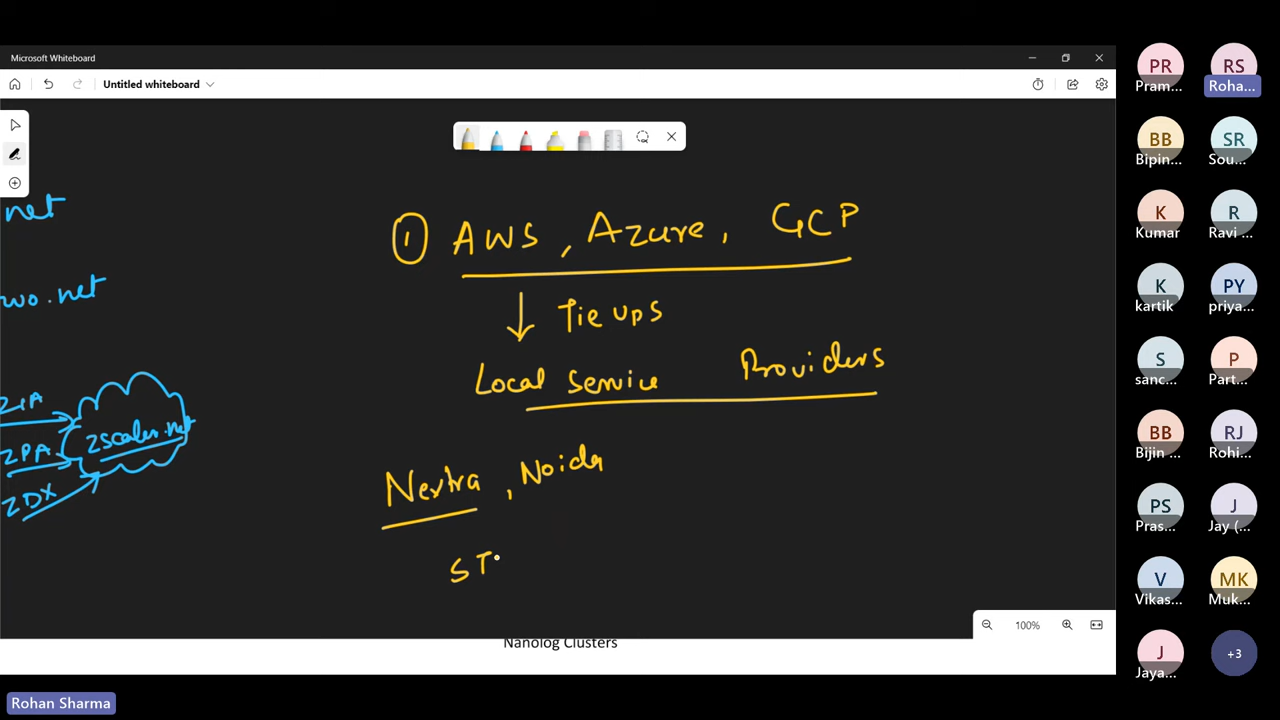 Microsoft Whiteboard
Untitled whiteboard
net
wo.net
① AWS, Azure, GCP
↓ Tie ups
Local Service Providers
ZIA
ZPA
ZDX
Zscaler.net
Nextra, Noida
ST
100%
Nanolog Clusters
Rohan Sharma
PR
Pram...
RS
Roha...
BB
Bipin...
SR
Sou...
K
Kumar
R
Ravi ...
K
kartik
PY
priya...
S
sanc...
P
Part...
BB
Bijin ...
RJ
Rohi...
PS
Pras...
J
Jay (...
V
Vikas...
MK
Muk...
J
Jaya...
+3